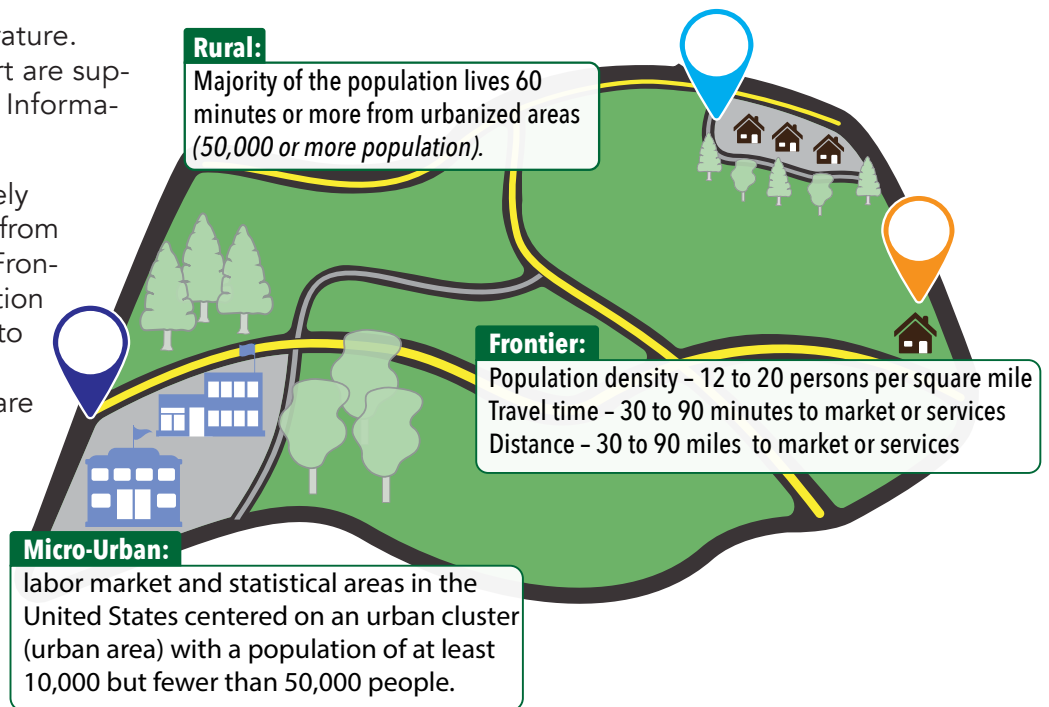 ature.
rt are sup-
Informa-
ely
from
Fron-
tion
to
are
Rural:
Majority of the population lives 60
minutes or more from urbanized areas
(50,000 or more population).
Frontier:
Population density – 12 to 20 persons per square mile
Travel time – 30 to 90 minutes to market or services
Distance – 30 to 90 miles to market or services
Micro-Urban:
labor market and statistical areas in the
United States centered on an urban cluster
(urban area) with a population of at least
10,000 but fewer than 50,000 people.